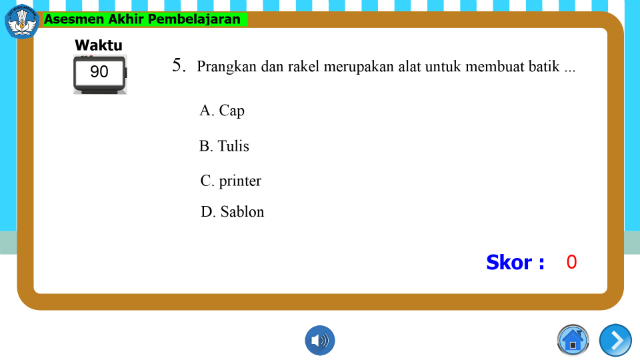 Asesmen Akhir Pembelajaran
Waktu
90
5. Prangkan dan rakel merupakan alat untuk membuat batik ...
A. Cap
B. Tulis
C. printer
D. Sablon
Skor : 0